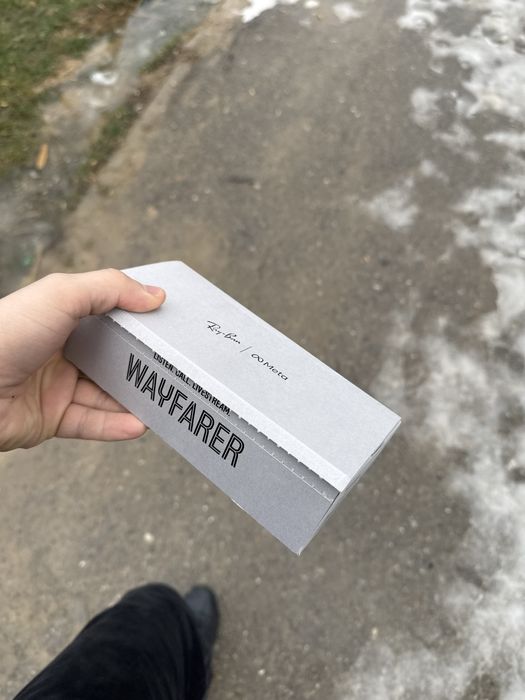 Ray-Ban / ∞ Meta
LISTEN. CALL. LIVESTREAM.
WAYFARER